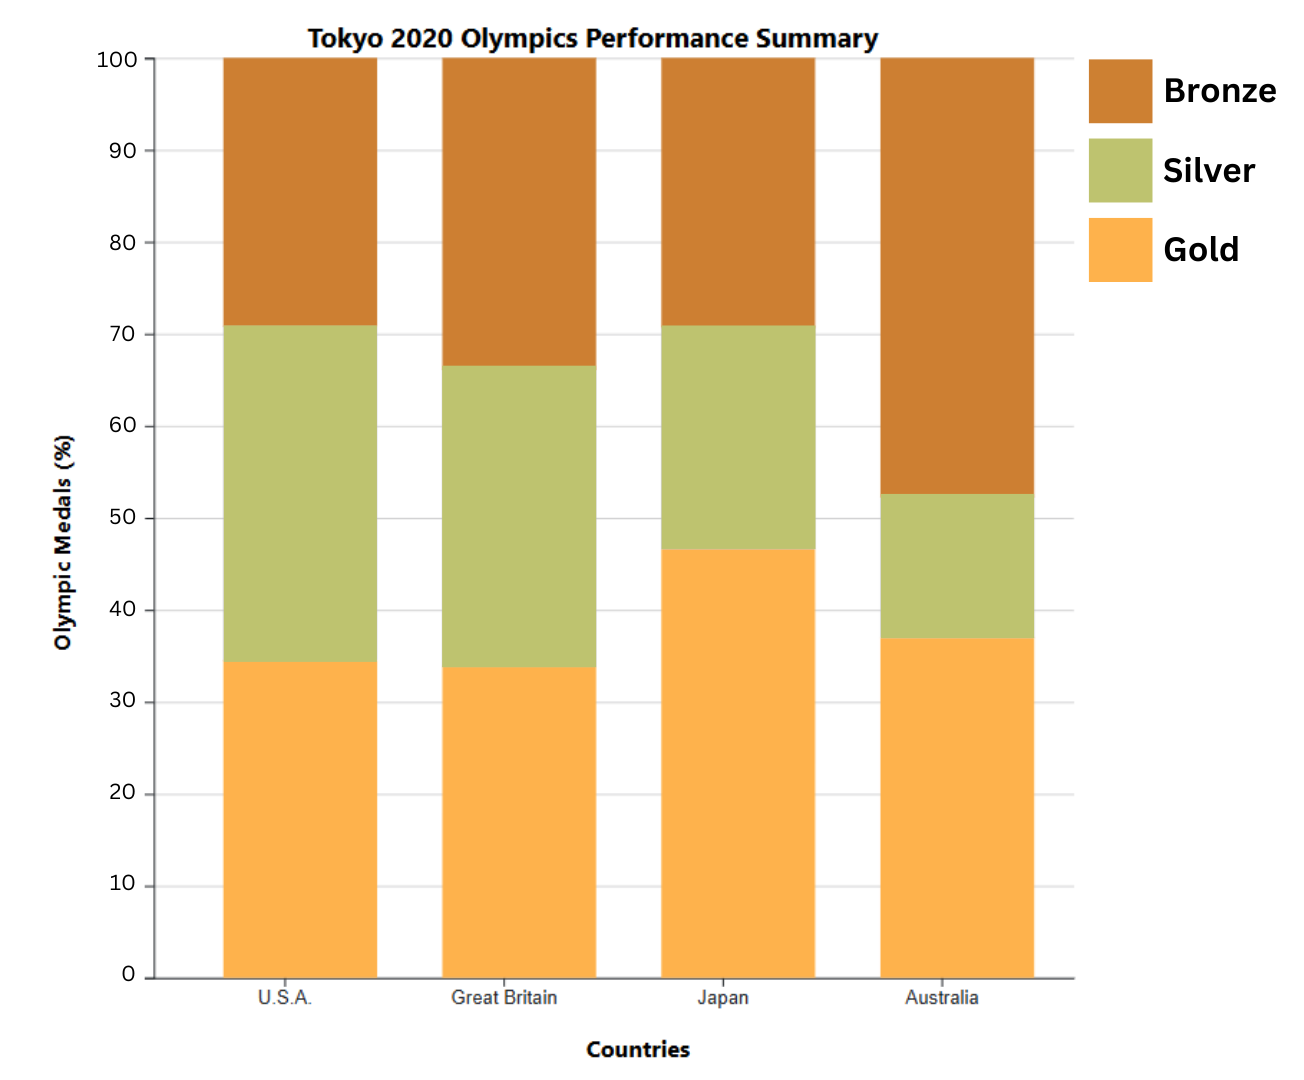 Tokyo 2020 Olympics Performance Summary
Bronze
Silver
Gold
Olympic Medals (%)
100
90
80
70
60
50
40
30
20
10
0
U.S.A. Great Britain Japan Australia
Countries